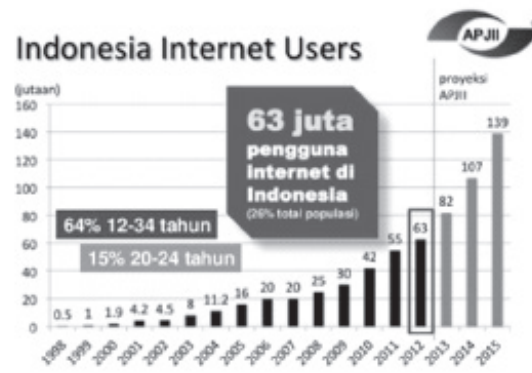 APJII
Indonesia Internet Users
proyeksi
APJII
(jutaan)
160
140
120
100
80
60
40
20
0
63 juta
pengguna
internet di
Indonesia
(26% total populasi)
64% 12-34 tahun
15% 20-24 tahun
0.5 1 1.9 4.2 4.5 8 11.2 16 20 20 25 30 42 55 63 82 107 139
1998 1999 2000 2001 2002 2003 2004 2005 2006 2007 2008 2009 2010 2011 2012 2013 2014 2015